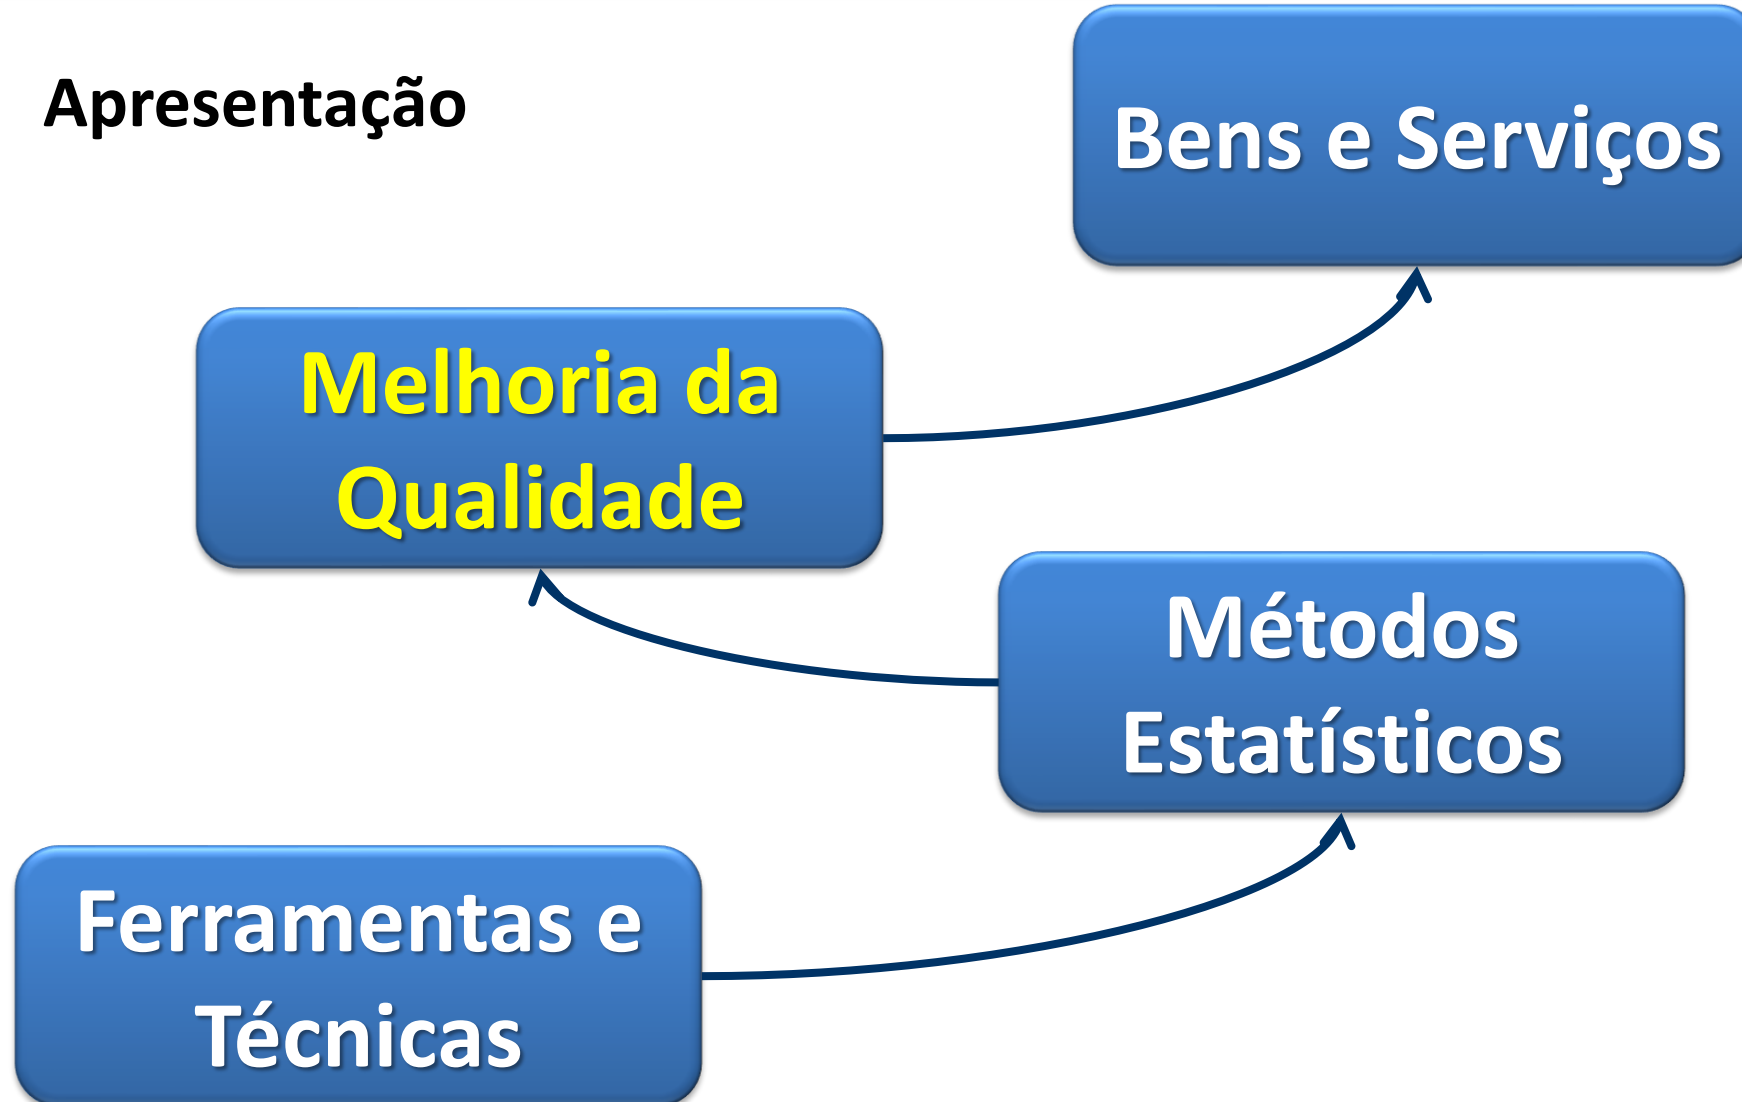 Apresentação
Bens e Serviços
Melhoria da
Qualidade
Métodos
Estatísticos
Ferramentas e
Técnicas